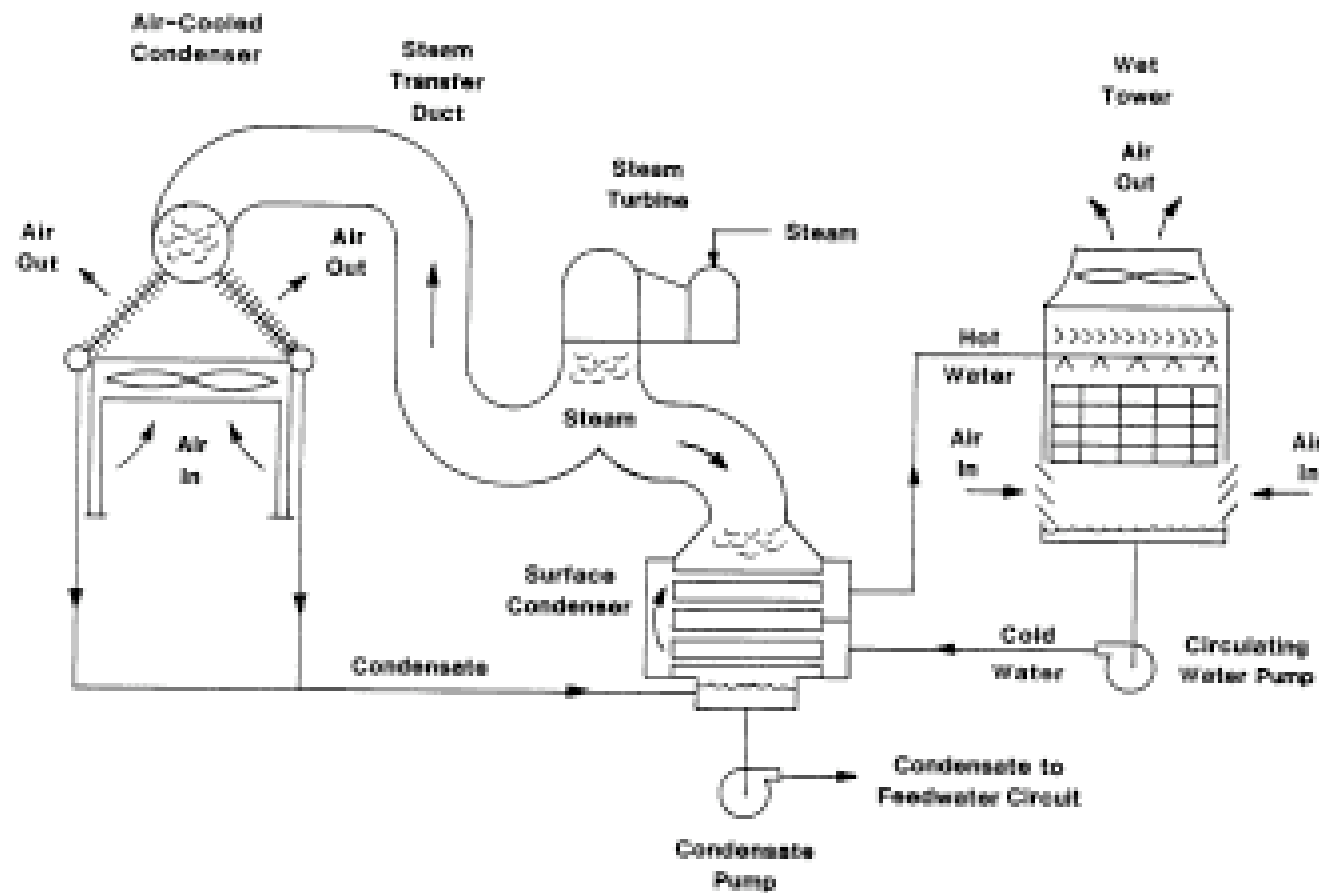 Air-Cooled
Condenser
Steam
Transfer
Duct
Wet
Tower
Air
Out
Steam
Turbine
Steam
Air
Out
Air
Out
Hot
Water
Steam
Air
In
Air
In
Air
In
Surface
Condenser
Cold
Water
Circulating
Water Pump
Condensate
Condensate to
Feedwater Circuit
Condensate
Pump